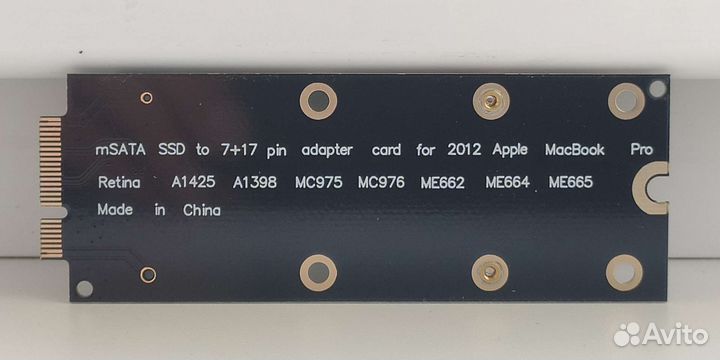 mSATA SSD to 7+17 pin adapter card for 2012 Apple MacBook Pro
Retina A1425 A1398 MC975 MC976 ME662 ME664 ME665
Made in China
Avito